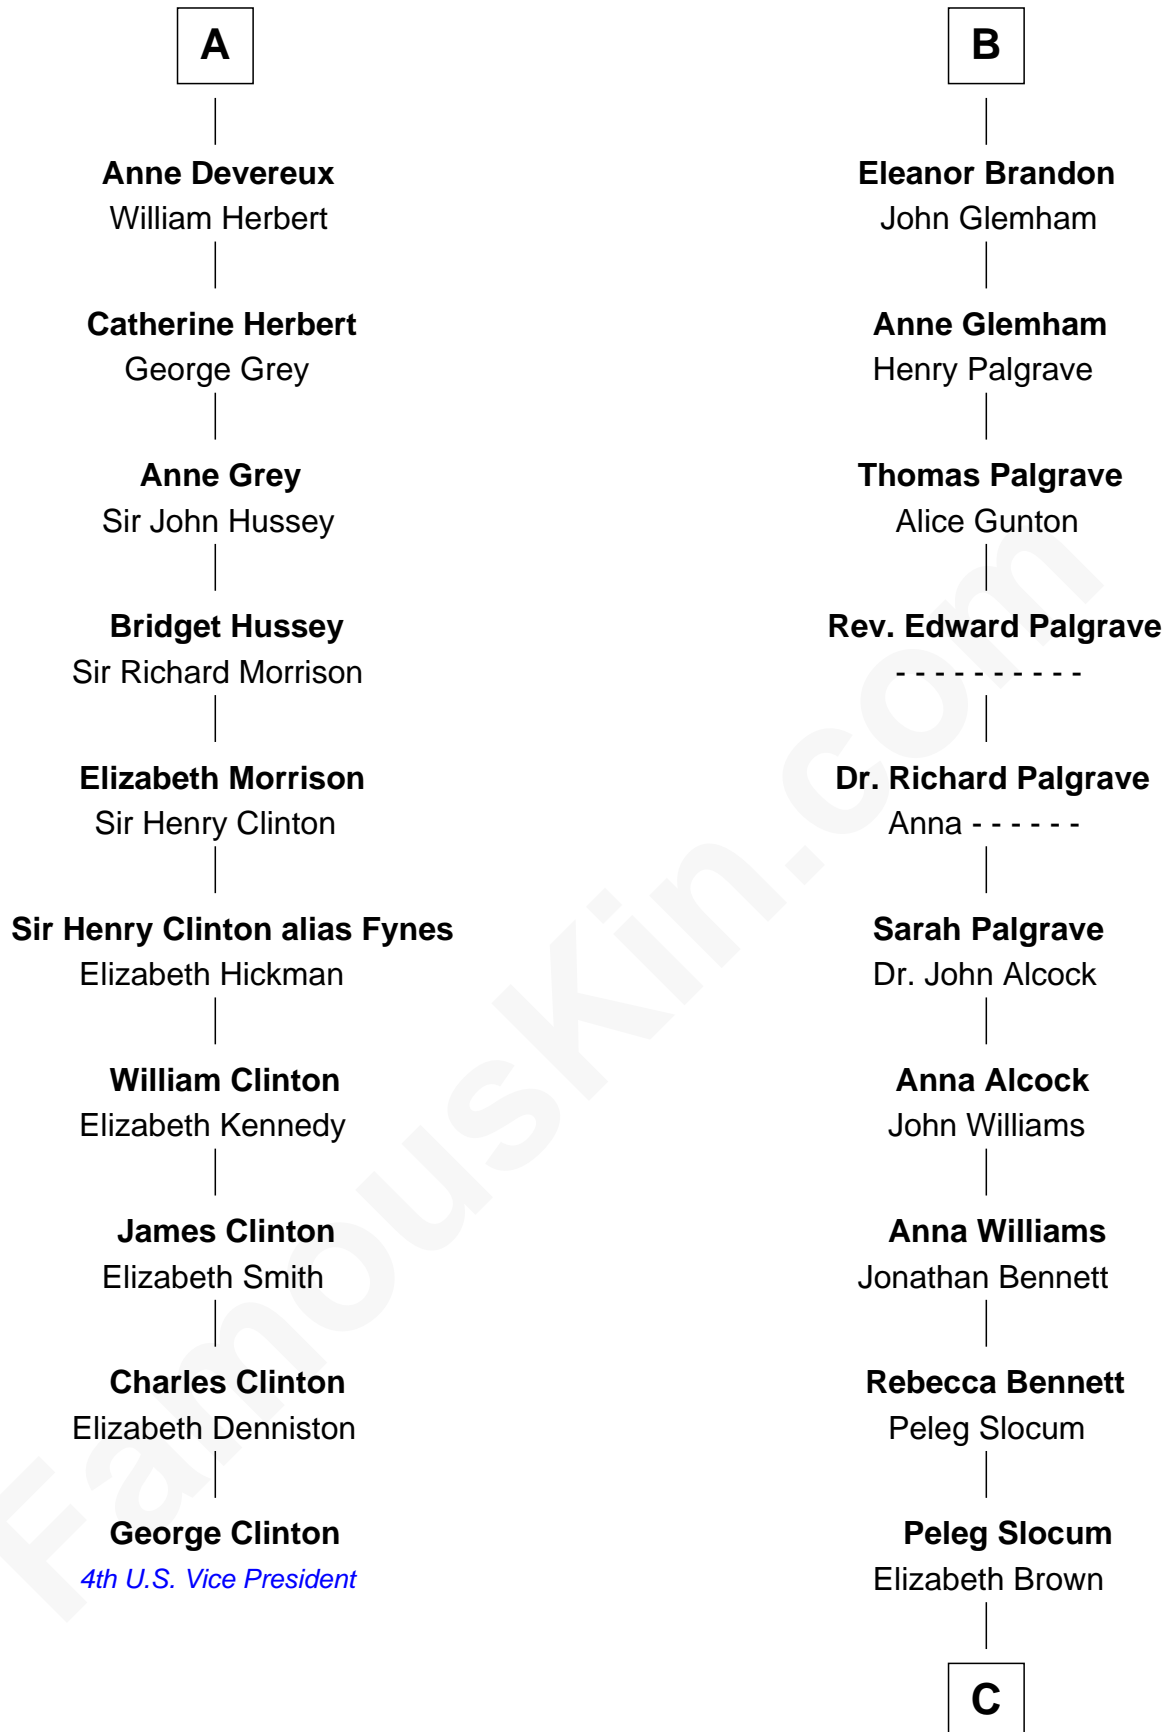 A
Anne Devereux
William Herbert
Catherine Herbert
George Grey
Anne Grey
Sir John Hussey
Bridget Hussey
Sir Richard Morrison
Elizabeth Morrison
Sir Henry Clinton
Sir Henry Clinton alias Fynes
Elizabeth Hickman
William Clinton
Elizabeth Kennedy
James Clinton
Elizabeth Smith
Charles Clinton
Elizabeth Denniston
George Clinton
4th U.S. Vice President
B
Eleanor Brandon
John Glemham
Anne Glemham
Henry Palgrave
Thomas Palgrave
Alice Gunton
Rev. Edward Palgrave
- - - - - - - - - -
Dr. Richard Palgrave
Anna - - - - - -
Sarah Palgrave
Dr. John Alcock
Anna Alcock
John Williams
Anna Williams
Jonathan Bennett
Rebecca Bennett
Peleg Slocum
Peleg Slocum
Elizabeth Brown
C
FamousKin.com